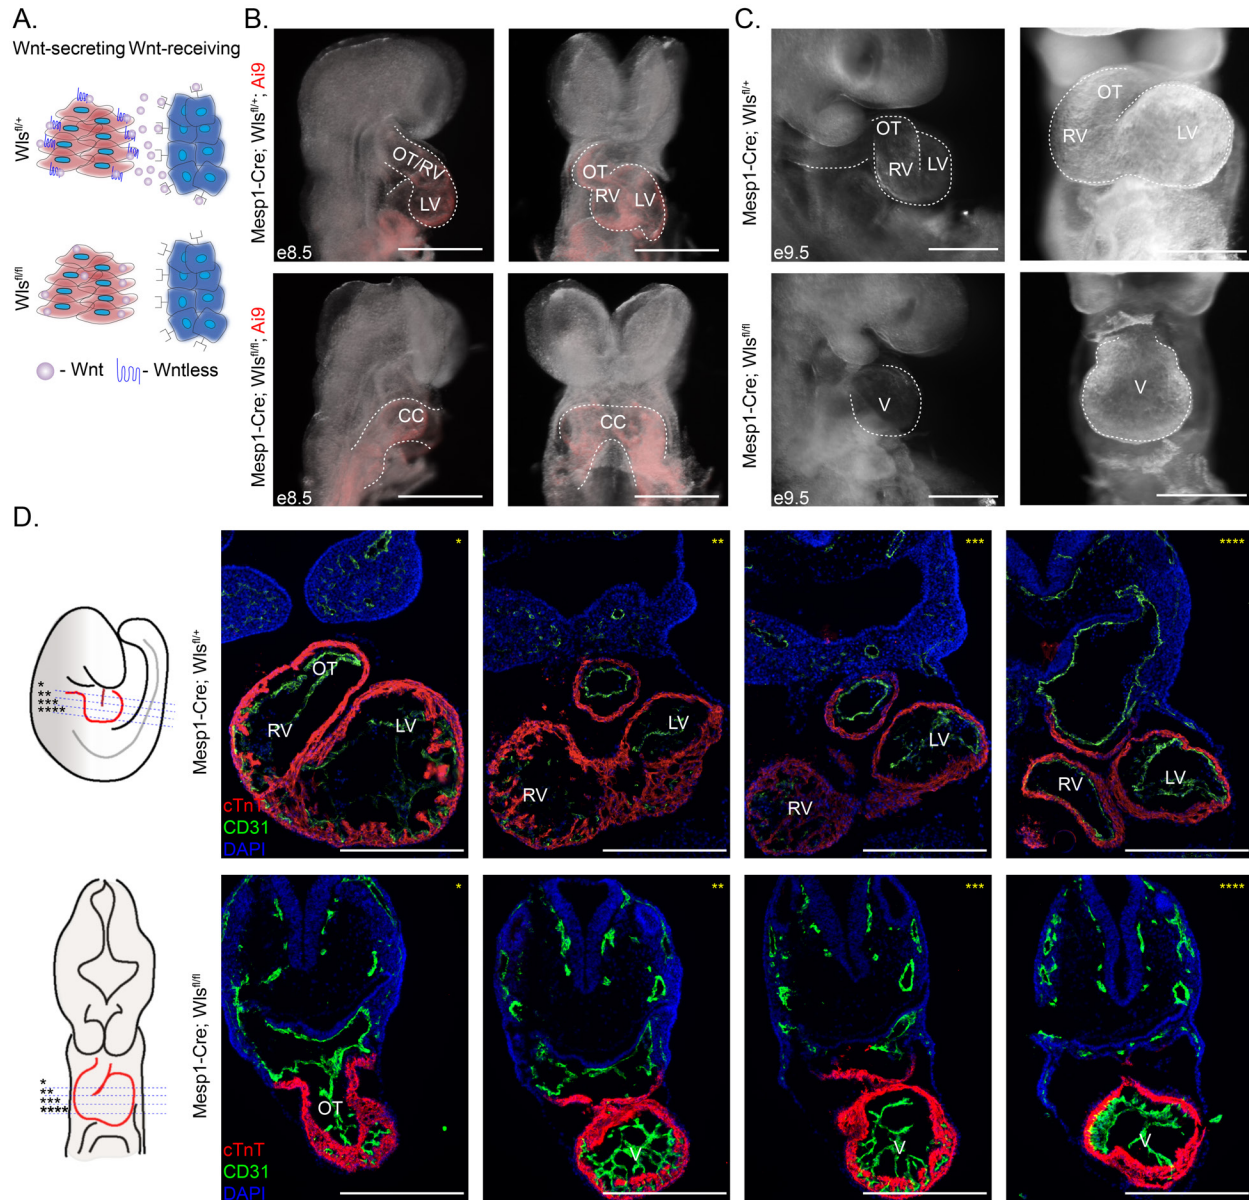 A.
Wnt-secreting Wnt-receiving
Wls^fl/+
Wls^fl/fl
- Wnt - Wntless
B.
Mesp1-Cre; Wls^fl/+; Ai9
OT/RV
LV
e8.5
OT
RV
LV
Mesp1-Cre; Wls^fl/fl; Ai9
CC
e8.5
CC
C.
Mesp1-Cre; Wls^fl/+
OT
RV
LV
e9.5
OT
RV
LV
Mesp1-Cre; Wls^fl/fl
V
e9.5
V
D.
*
**
***
****
Mesp1-Cre; Wls^fl/+
*
OT
RV
LV
cTnT
CD31
DAPI
**
LV
RV
***
LV
RV
****
RV
LV
*
**
***
****
Mesp1-Cre; Wls^fl/fl
*
OT
cTnT
CD31
DAPI
**
V
***
V
****
V